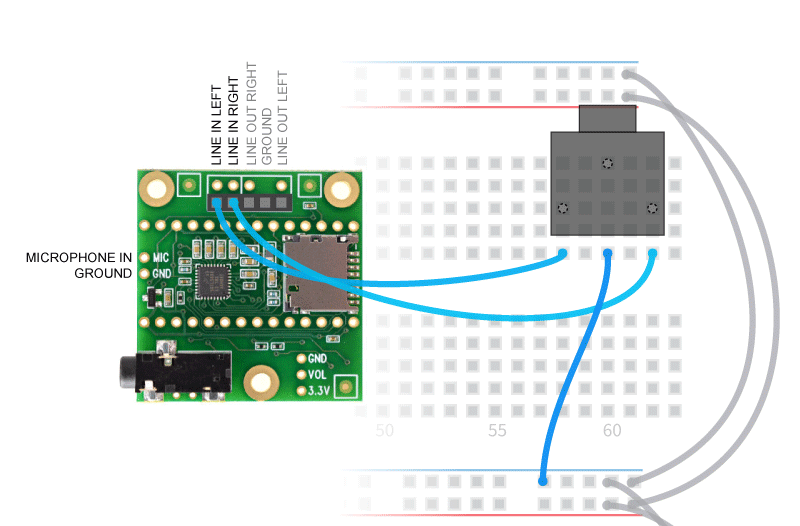 LINE IN LEFT
LINE IN RIGHT
LINE OUT RIGHT
GROUND
LINE OUT LEFT
MICROPHONE IN
GROUND
MIC
GND
GND
VOL
3.3V
50
55
60